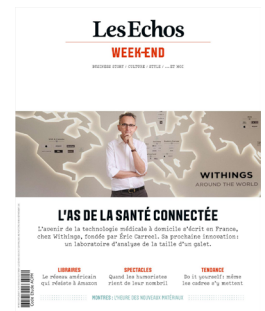 Les Echos
WEEK-END
BUSINESS STORY / CULTURE / STYLE / ...ET MOI
WITHINGS
AROUND THE WORLD
L'AS DE LA SANTÉ CONNECTÉE
L'avenir de la technologie médicale à domicile s'écrit en France,
chez Withings, fondée par Éric Carreel. Sa prochaine innovation :
un laboratoire d'analyse de la taille d'un galet.
LIBRAIRES
Le réseau américain
qui résiste à Amazon
SPECTACLES
Quand les humoristes
rient de leur nombril
TENDANCE
Do it yourself : même
les cadres s'y mettent
MONTRES : L'HEURE DES NOUVEAUX MATÉRIAUX